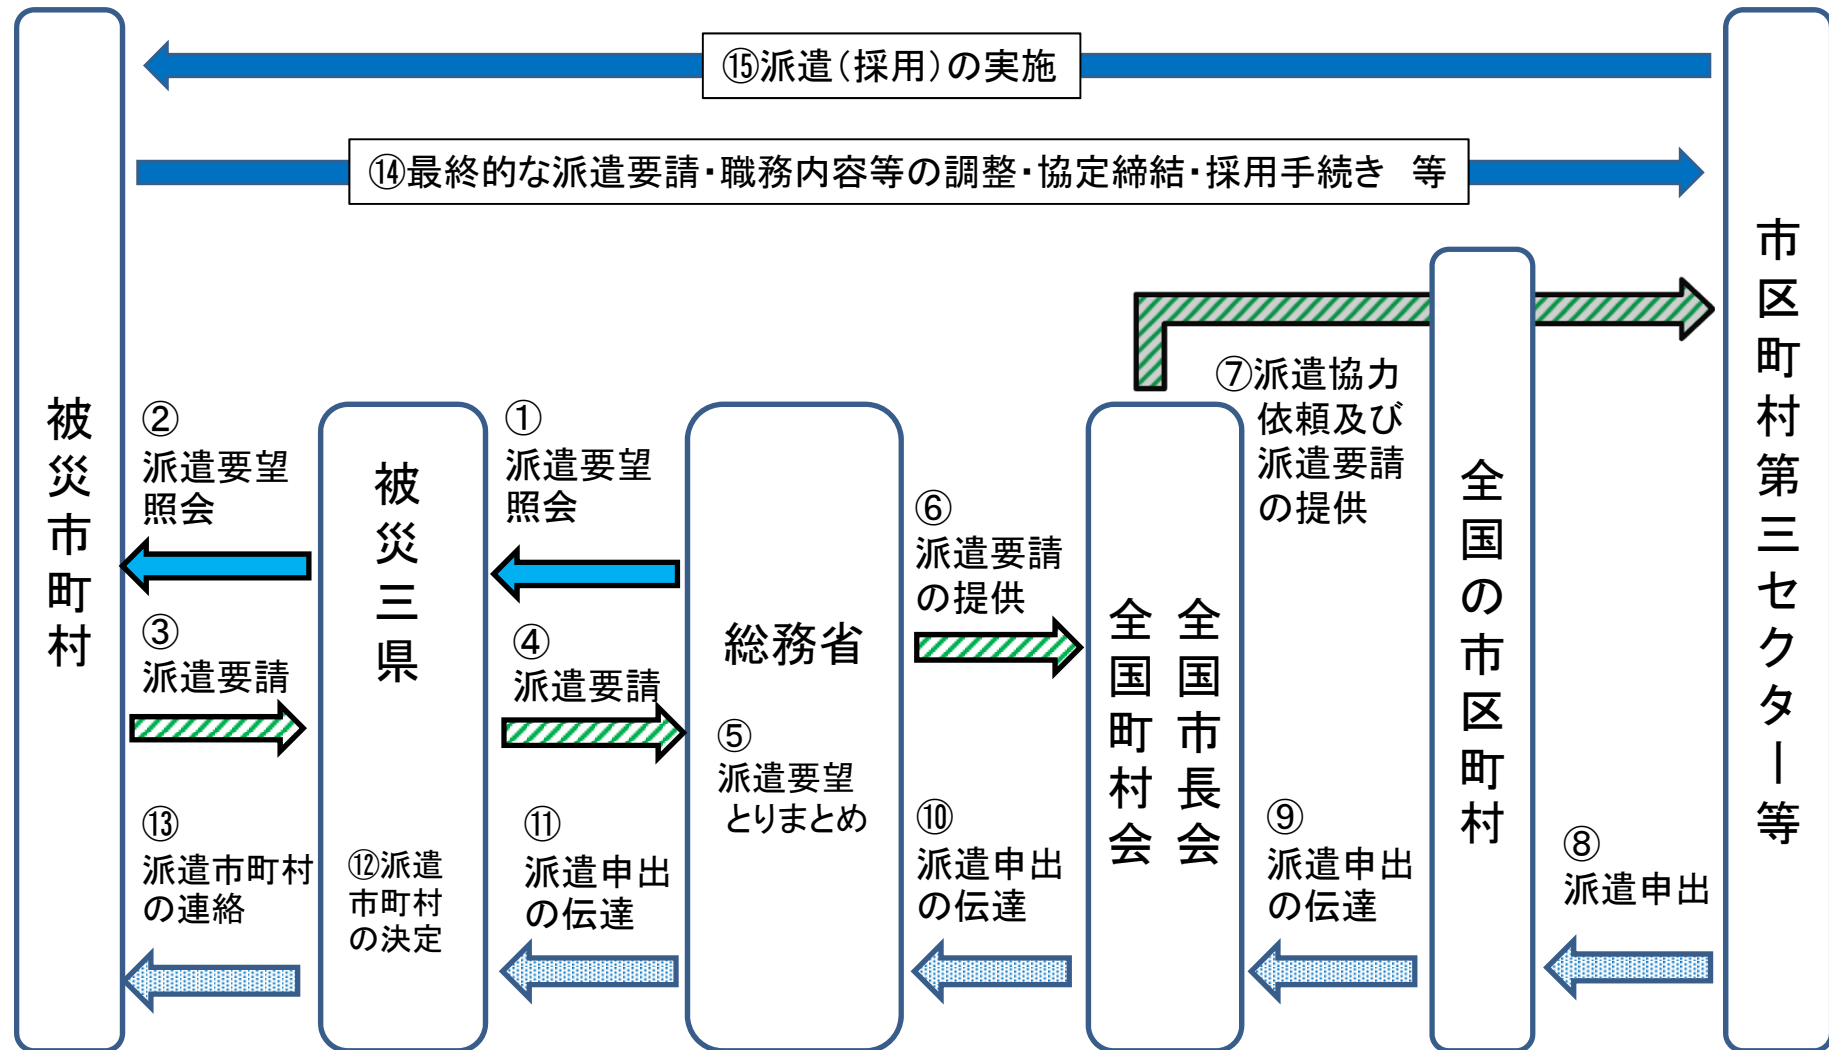 ⑮派遣(採用)の実施
⑭最終的な派遣要請・職務内容等の調整・協定締結・採用手続き　等
被災市町村
②
派遣要望
照会
③
派遣要請
⑬
派遣市町村
の連絡
被災三県
⑫派遣
市町村
の決定
①
派遣要望
照会
④
派遣要請
⑪
派遣申出
の伝達
総務省
⑤
派遣要望
とりまとめ
⑥
派遣要請
の提供
⑩
派遣申出
の伝達
全国市長会
全国町村会
⑦派遣協力
依頼及び
派遣要請
の提供
⑨
派遣申出
の伝達
全国の市区町村
⑧
派遣申出
市区町村第三セクター等